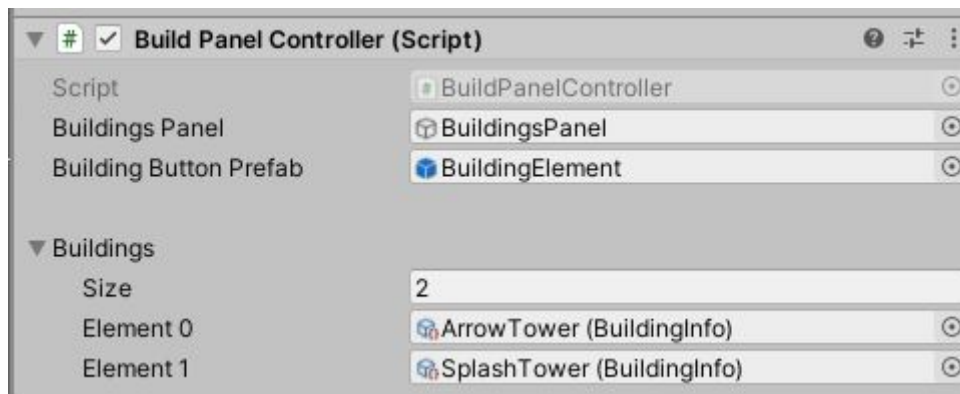 Build Panel Controller (Script)
Script BuildPanelController
Buildings Panel BuildingsPanel
Building Button Prefab BuildingElement
Buildings
Size 2
Element 0 ArrowTower (BuildingInfo)
Element 1 SplashTower (BuildingInfo)